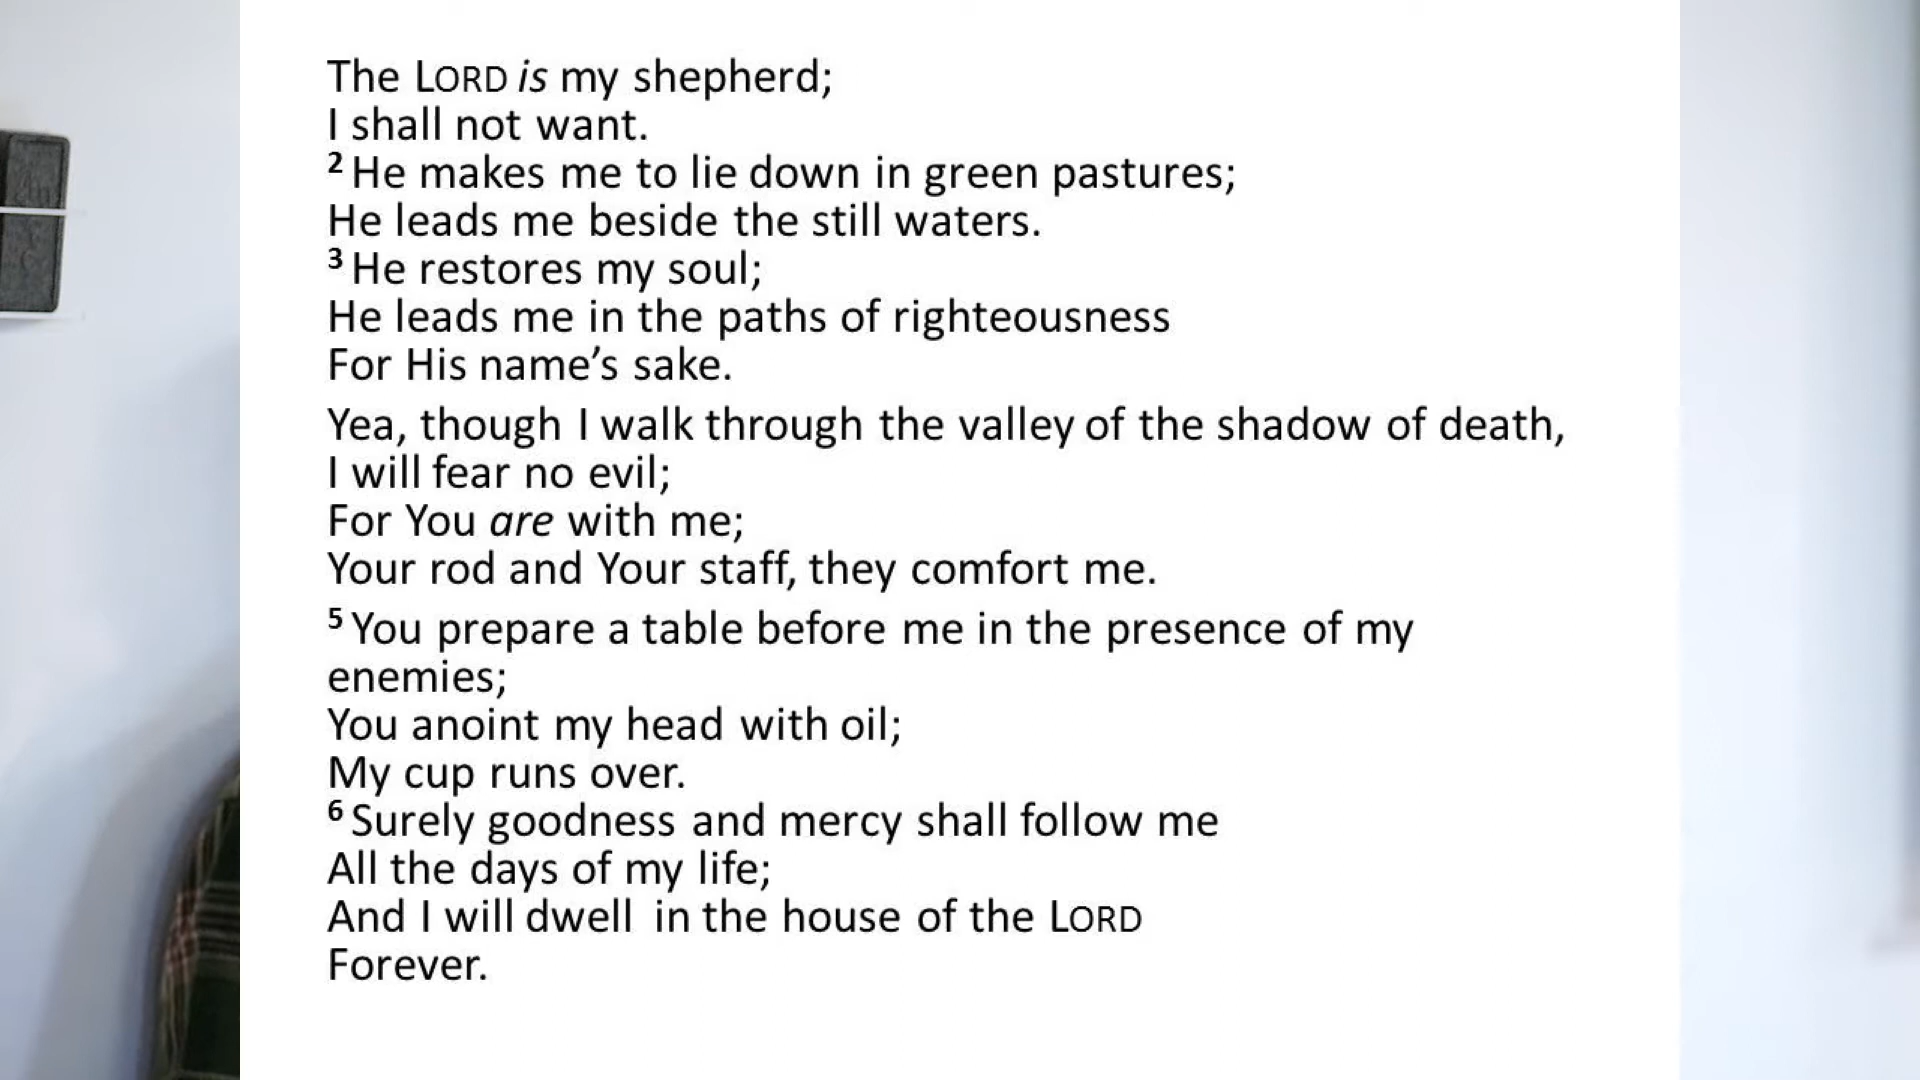 The LORD is my shepherd;
I shall not want.
2 He makes me to lie down in green pastures;
He leads me beside the still waters.
3 He restores my soul;
He leads me in the paths of righteousness
For His name’s sake.
Yea, though I walk through the valley of the shadow of death,
I will fear no evil;
For You are with me;
Your rod and Your staff, they comfort me.
5 You prepare a table before me in the presence of my
enemies;
You anoint my head with oil;
My cup runs over.
6 Surely goodness and mercy shall follow me
All the days of my life;
And I will dwell in the house of the LORD
Forever.